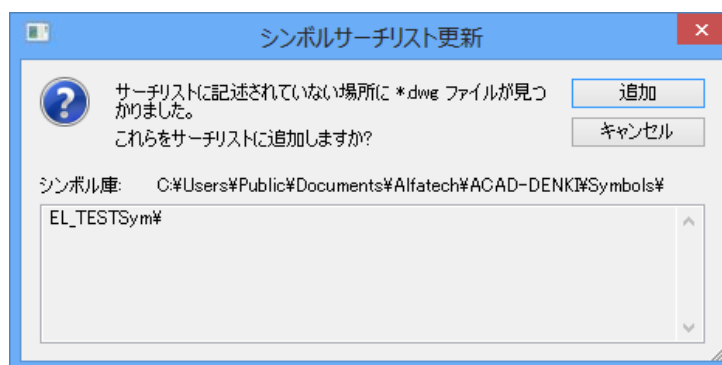 シンボルサーチリスト更新
サーチリストに記述されていない場所に *.dwg ファイルが見つ
かりました。
これらをサーチリストに追加しますか?
追加
キャンセル
シンボル庫: C:¥Users¥Public¥Documents¥Alfatech¥ACAD-DENKI¥Symbols¥
EL_TESTSym¥